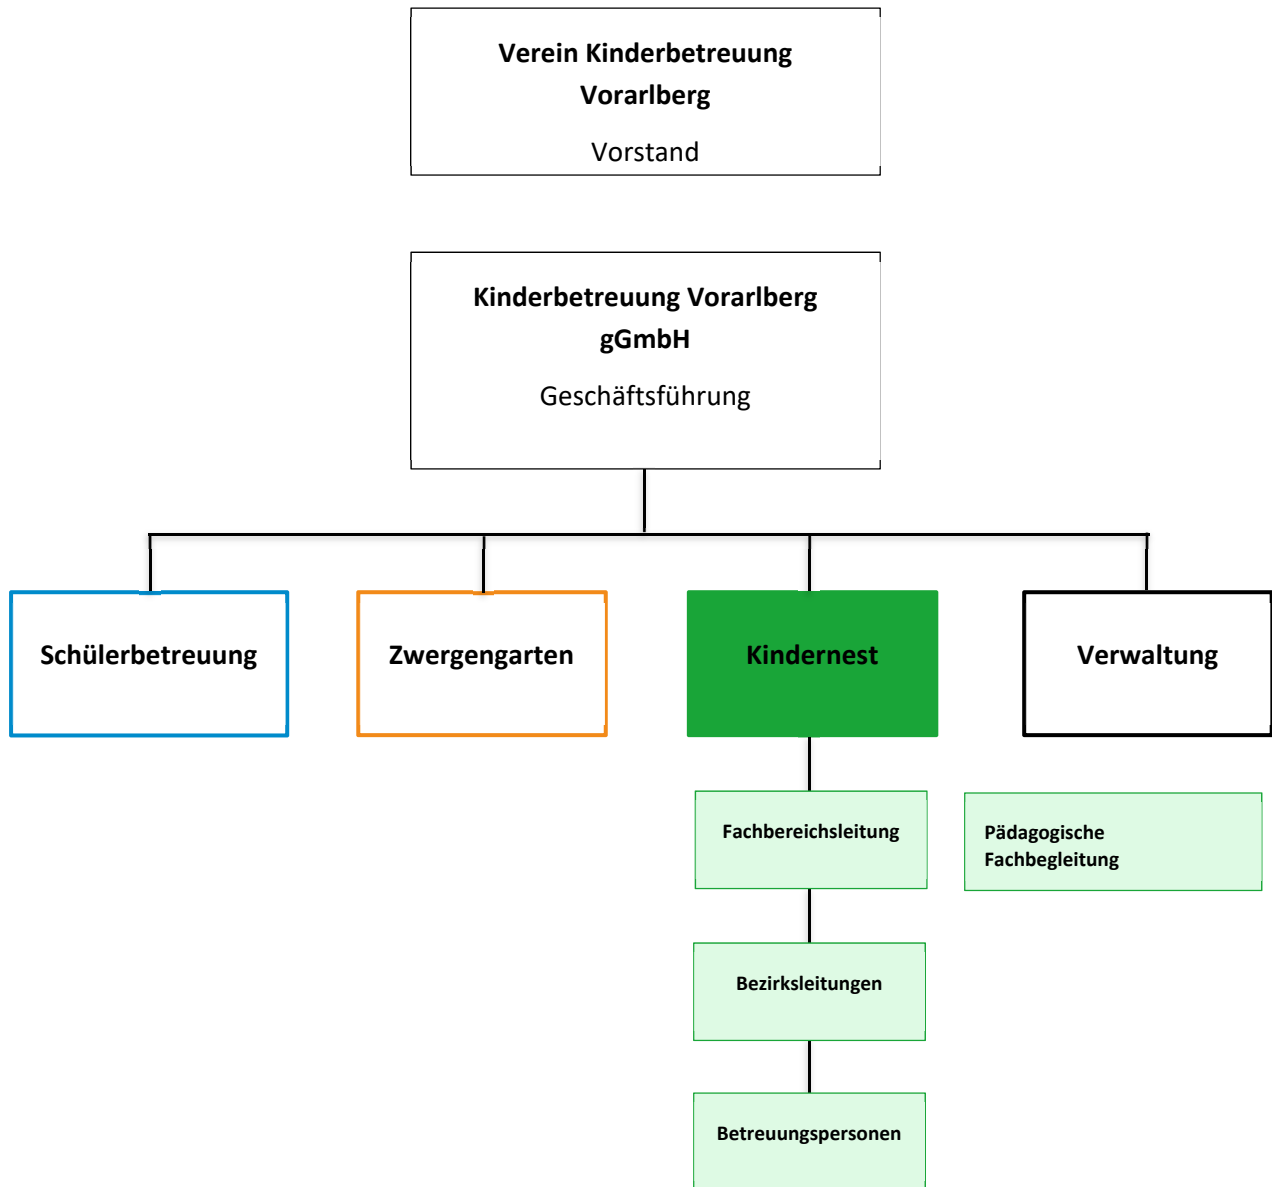 Verein Kinderbetreuung
Vorarlberg
Vorstand
Kinderbetreuung Vorarlberg
gGmbH
Geschäftsführung
Schülerbetreuung
Zwergengarten
Kindernest
Verwaltung
Fachbereichsleitung
Pädagogische
Fachbegleitung
Bezirksleitungen
Betreuungspersonen